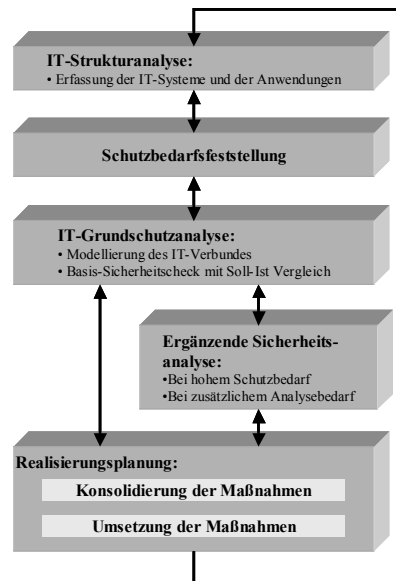 IT-Strukturanalyse:
• Erfassung der IT-Systeme und der Anwendungen
Schutzbedarfsfeststellung
IT-Grundschutzanalyse:
• Modellierung des IT-Verbundes
• Basis-Sicherheitscheck mit Soll-Ist Vergleich
Ergänzende Sicherheits-
analyse:
•Bei hohem Schutzbedarf
•Bei zusätzlichem Analysebedarf
Realisierungsplanung:
Konsolidierung der Maßnahmen
Umsetzung der Maßnahmen